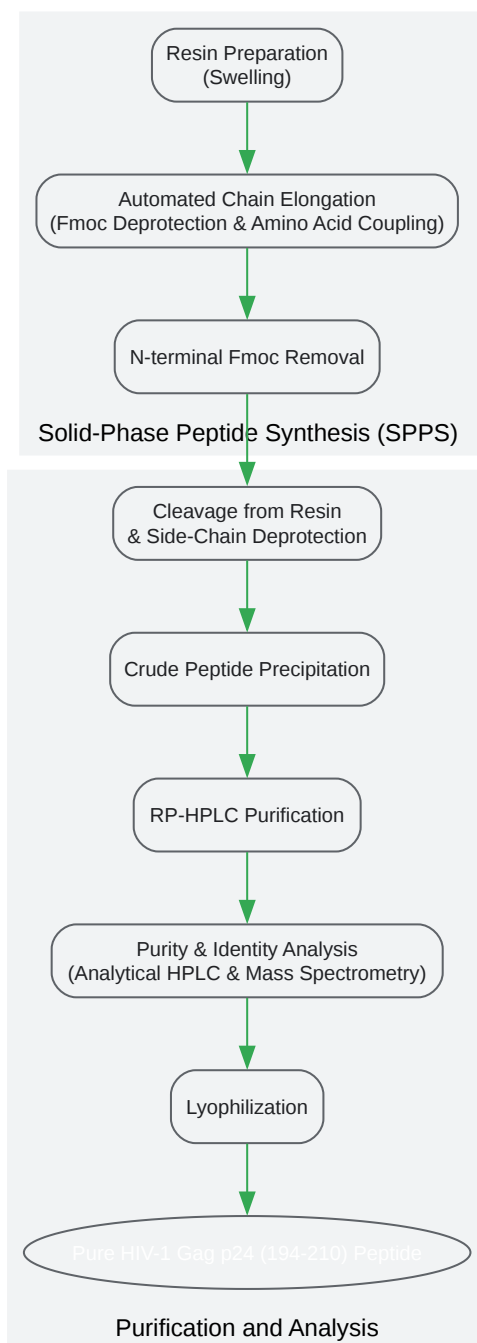 Resin Preparation
(Swelling)
Automated Chain Elongation
(Fmoc Deprotection & Amino Acid Coupling)
N-terminal Fmoc Removal
Solid-Phase Peptide Synthesis (SPPS)
Cleavage from Resin
& Side-Chain Deprotection
Crude Peptide Precipitation
RP-HPLC Purification
Purity & Identity Analysis
(Analytical HPLC & Mass Spectrometry)
Lyophilization
Pure HIV-1 Gag p24 (194-210) Peptide
Purification and Analysis